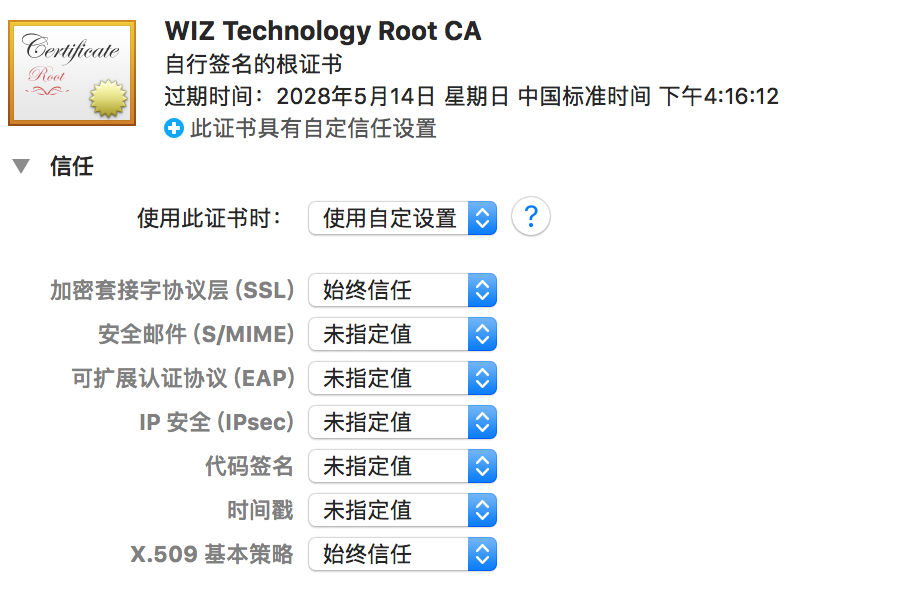 Certificate
Root
WIZ Technology Root CA
自行签名的根证书
过期时间：2028年5月14日 星期日 中国标准时间 下午4:16:12
此证书具有自定信任设置
信任
使用此证书时： 使用自定设置 ?
加密套接字协议层 (SSL) 始终信任
安全邮件 (S/MIME) 未指定值
可扩展认证协议 (EAP) 未指定值
IP 安全 (IPsec) 未指定值
代码签名 未指定值
时间戳 未指定值
X.509 基本策略 始终信任